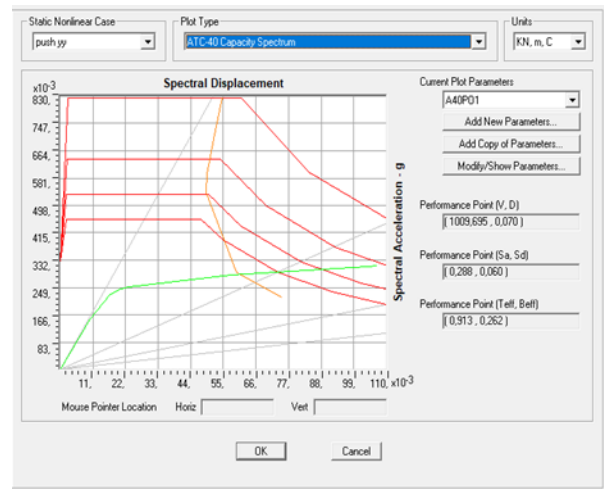 Static Nonlinear Case
push yy
Plot Type
ATC-40 Capacity Spectrum
Units
KN, m, C
Spectral Displacement
x10-3
830,
747,
664,
581,
498,
415,
332,
249,
166,
83,
11, 22, 33, 44, 55, 66, 77, 88, 99, 110, x10-3
Spectral Acceleration - g
Mouse Pointer Location Horiz Vert
Current Plot Parameters
A40PO1
Add New Parameters...
Add Copy of Parameters...
Modify/Show Parameters...
Performance Point (V, D)
( 1009,695 , 0,070 )
Performance Point (Sa, Sd)
( 0,288 , 0,060 )
Performance Point (Teff, Beff)
( 0,913 , 0,262 )
OK
Cancel